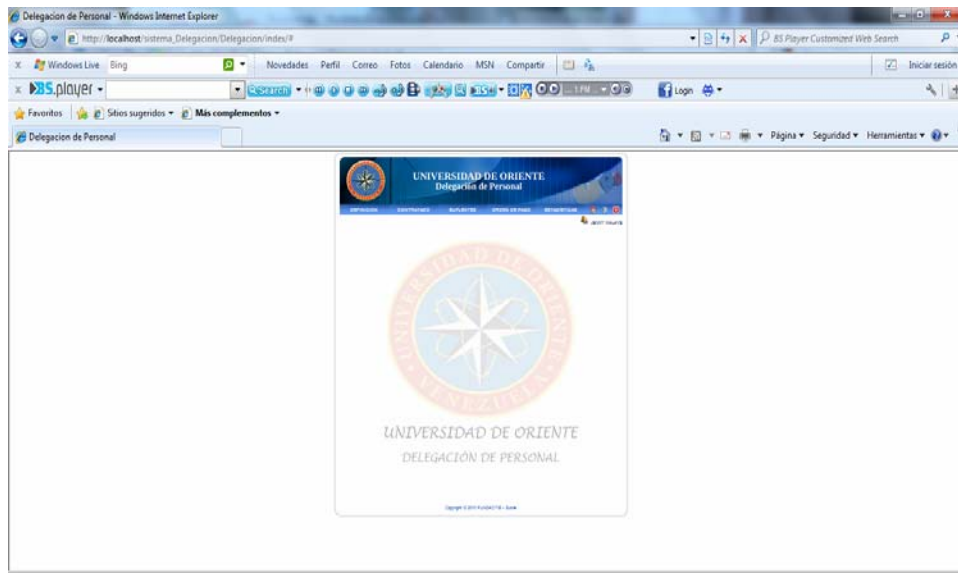 Delegacion de Personal - Windows Internet Explorer
http://localhost/sistema_Delegacion/Delegacion/index/#
BS.Player Customized Web Search
x Windows Live Bing Novedades Perfil Correo Fotos Calendario MSN Compartir Iniciar sesión
x BS.player Search Login
Favoritos Sitios sugeridos Más complementos
Delegacion de Personal Página Seguridad Herramientas
UNIVERSIDAD DE ORIENTE
Delegación de Personal
UNIVERSIDAD DE ORIENTE
VENEZUELA
UNIVERSIDAD DE ORIENTE
DELEGACIÓN DE PERSONAL